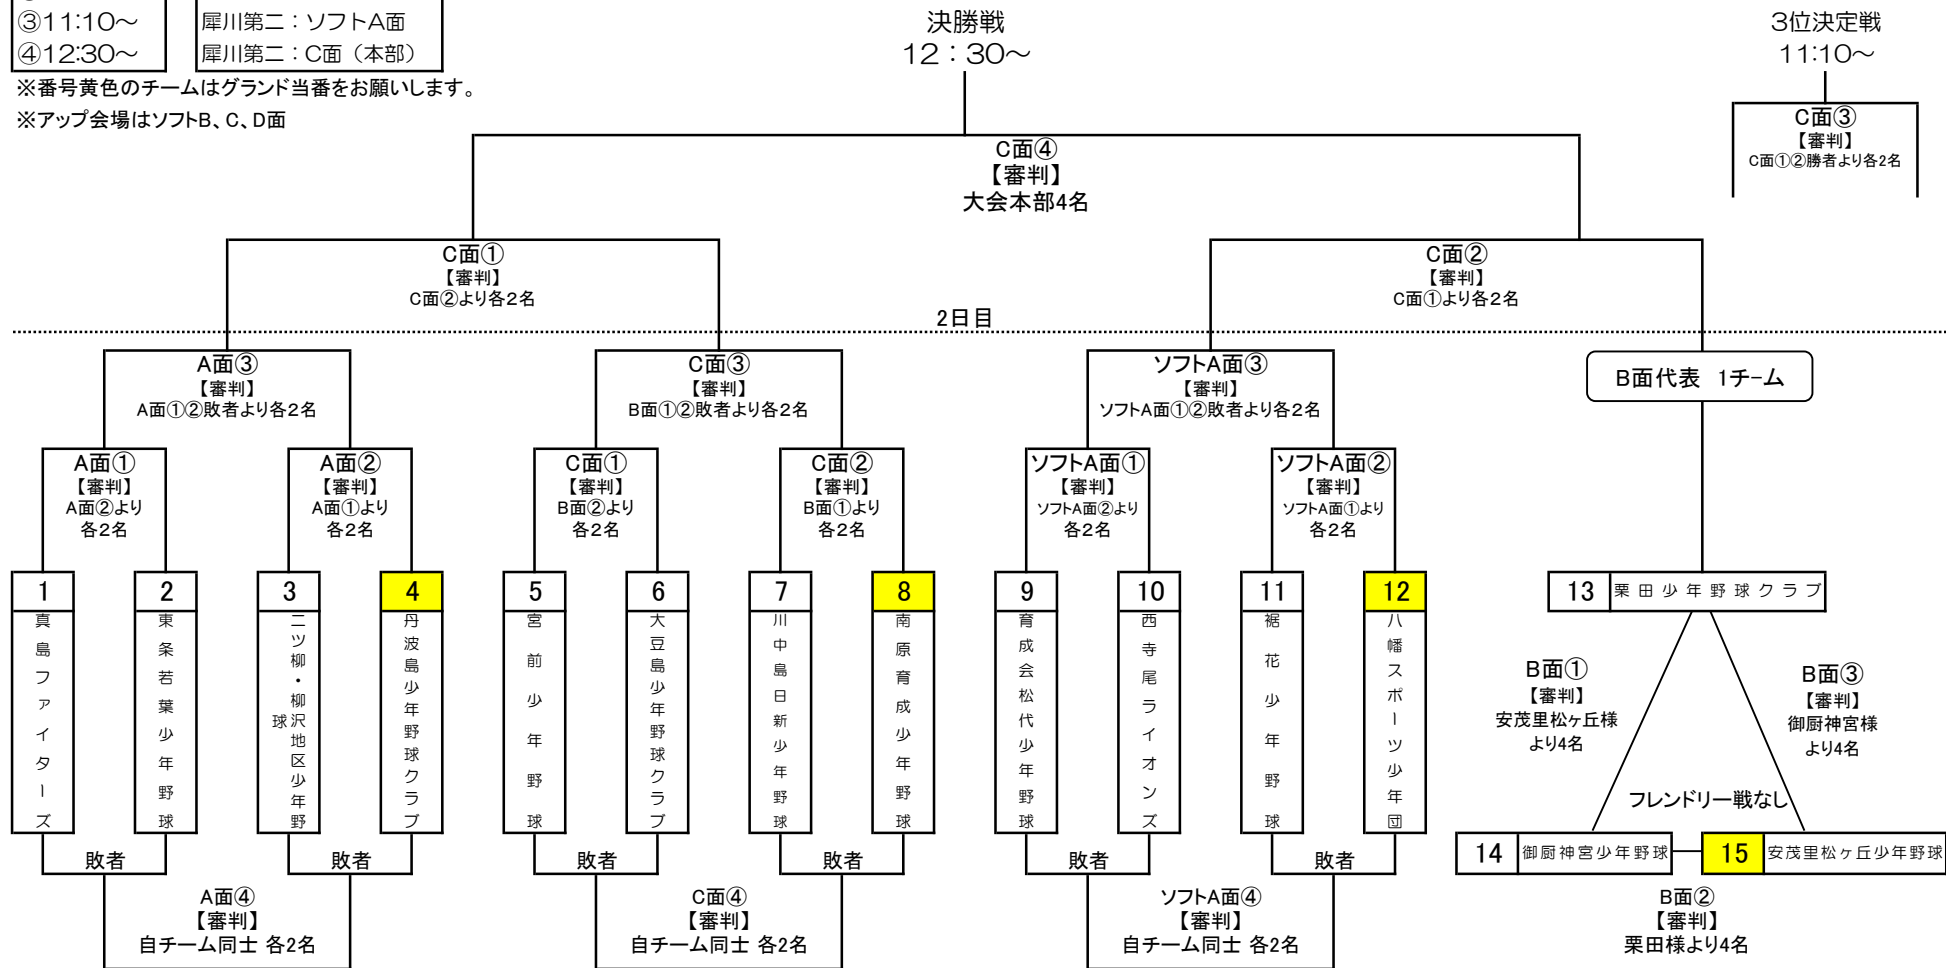 ③11:10～
④12:30～
犀川第二：ソフトA面
犀川第二：C面（本部）
※番号黄色のチームはグランド当番をお願いします。
※アップ会場はソフトB、C、D面
決勝戦
12：30～
3位決定戦
11:10～
C面③
【審判】
C面①②勝者より各2名
C面④
【審判】
大会本部4名
C面①
【審判】
C面②より各2名
C面②
【審判】
C面①より各2名
2日目
A面③
【審判】
A面①②敗者より各2名
C面③
【審判】
B面①②敗者より各2名
ソフトA面③
【審判】
ソフトA面①②敗者より各2名
B面代表 1チーム
A面①
【審判】
A面②より
各2名
A面②
【審判】
A面①より
各2名
C面①
【審判】
B面②より
各2名
C面②
【審判】
B面①より
各2名
ソフトA面①
【審判】
ソフトA面②より
各2名
ソフトA面②
【審判】
ソフトA面①より
各2名
1
真島ファイターズ
2
東条若葉少年野球
3
二ツ柳・柳沢地区少年野
球
4
丹波島少年野球クラブ
5
宮前少年野球
6
大豆島少年野球クラブ
7
川中島日新少年野球
8
南原育成少年野球
9
育成会松代少年野球
10
西寺尾ライオンズ
11
裾花少年野球
12
八幡スポーツ少年団
13 栗田少年野球クラブ
B面①
【審判】
安茂里松ヶ丘様
より4名
B面③
【審判】
御厨神宮様
より4名
フレンドリー戦なし
14 御厨神宮少年野球
15 安茂里松ヶ丘少年野球
B面②
【審判】
栗田様より4名
敗者
敗者
敗者
敗者
敗者
敗者
A面④
【審判】
自チーム同士 各2名
C面④
【審判】
自チーム同士 各2名
ソフトA面④
【審判】
自チーム同士 各2名